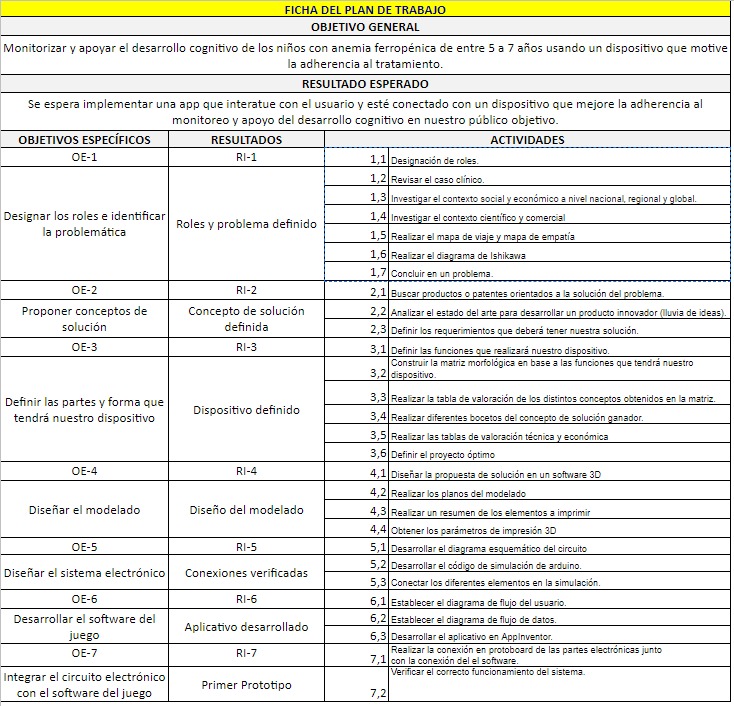 FICHA DEL PLAN DE TRABAJO
OBJETIVO GENERAL
Monitorizar y apoyar el desarrollo cognitivo de los niños con anemia ferropénica de entre 5 a 7 años usando un dispositivo que motive
la adherencia al tratamiento.
RESULTADO ESPERADO
Se espera implementar una app que interatue con el usuario y esté conectado con un dispositivo que mejore la adherencia al
monitoreo y apoyo del desarrollo cognitivo en nuestro público objetivo.
OBJETIVOS ESPECÍFICOS RESULTADOS ACTIVIDADES
OE-1 RI-1 1,1 Designación de roles.
Designar los roles e identificar
la problemática
Roles y problema definido
1,2 Revisar el caso clínico.
1,3 Investigar el contexto social y económico a nivel nacional, regional y global.
1,4 Investigar el contexto científico y comercial
1,5 Realizar el mapa de viaje y mapa de empatía
1,6 Realizar el diagrama de Ishikawa
1,7 Concluir en un problema.
OE-2 RI-2 2,1 Buscar productos o patentes orientados a la solución del problema.
Proponer conceptos de
solución
Concepto de solución
definida
2,2 Analizar el estado del arte para desarrollar un producto innovador (lluvia de ideas).
2,3 Definir los requerimientos que deberá tener nuestra solución.
OE-3 RI-3 3,1 Definir las funciones que realizará nuestro dispositivo.
Definir las partes y forma que
tendrá nuestro dispositivo
Dispositivo definido
3,2 Construir la matriz morfológica en base a las funciones que tendrá nuestro
dispositivo.
3,3 Realizar la tabla de valoración de los distintos conceptos obtenidos en la matriz.
3,4 Realizar diferentes bocetos del concepto de solución ganador.
3,5 Realizar las tablas de valoración técnica y económica
3,6 Definir el proyecto óptimo
OE-4 RI-4 4,1 Diseñar la propuesta de solución en un software 3D
Diseñar el modelado
Diseño del modelado
4,2 Realizar los planos del modelado
4,3 Realizar un resumen de los elementos a imprimir
4,4 Obtener los parámetros de impresión 3D
OE-5 RI-5 5,1 Desarrollar el diagrama esquemático del circuito
Diseñar el sistema electrónico
Conexiones verificadas
5,2 Desarrollar el código de simulación de arduino.
5,3 Conectar los diferentes elementos en la simulación.
OE-6 RI-6 6,1 Establecer el diagrama de flujo del usuario.
Desarrollar el software del
juego
Aplicativo desarrollado
6,2 Establecer el diagrama de flujo de datos.
6,3 Desarrollar el aplicativo en AppInventor.
OE-7 RI-7 7,1 Realizar la conexión en protoboard de las partes electrónicas junto
con la conexión del el software.
Integrar el circuito electrónico
con el software del juego
Primer Prototipo
7,2 Verificar el correcto funcionamiento del sistema.